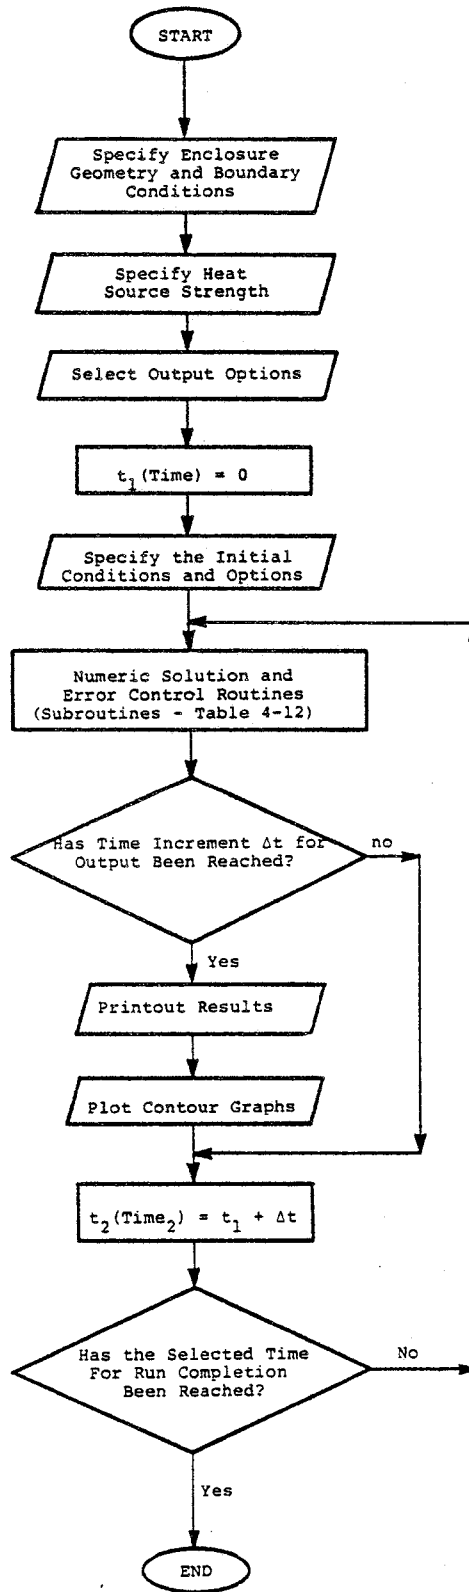 START
Specify Enclosure
Geometry and Boundary
Conditions
Specify Heat
Source Strength
Select Output Options
t₁(Time) = 0
Specify the Initial
Conditions and Options
Numeric Solution and
Error Control Routines
(Subroutines - Table 4-12)
Has Time Increment Δt for
Output Been Reached?
no
Yes
Printout Results
Plot Contour Graphs
t₂(Time₂) = t₁ + Δt
Has the Selected Time
For Run Completion
Been Reached?
No
Yes
END